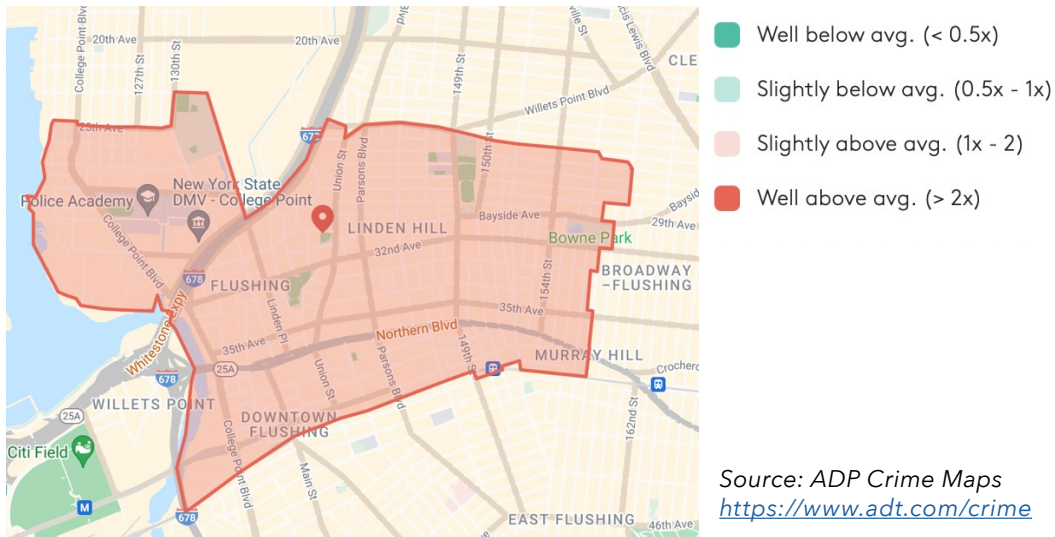 20th Ave
20th Ave
College Point Blvd
127th St
130th St
149th St
Willets Point Blvd
CLE
25th Ave
678
Union St
Parsons Blvd
150th St
New York State
DMV - College Point
Police Academy
Bayside Ave
29th Ave
LINDEN HILL
Bowne Park
32nd Ave
College Point Blvd
678
FLUSHING
BROADWAY
-FLUSHING
154th St
35th Ave
Linden Pl
Northern Blvd
Whitestone Expy
35th Ave
149th St
25A
MURRAY HILL
Union St
Parsons Blvd
678
WILLETS POINT
25A
DOWNTOWN
FLUSHING
162nd St
Citi Field
College Point Blvd
Main St
M
678
EAST FLUSHING
46th Ave
Well below avg. (< 0.5x)
Slightly below avg. (0.5x - 1x)
Slightly above avg. (1x - 2)
Well above avg. (> 2x)
Source: ADP Crime Maps
https://www.adt.com/crime